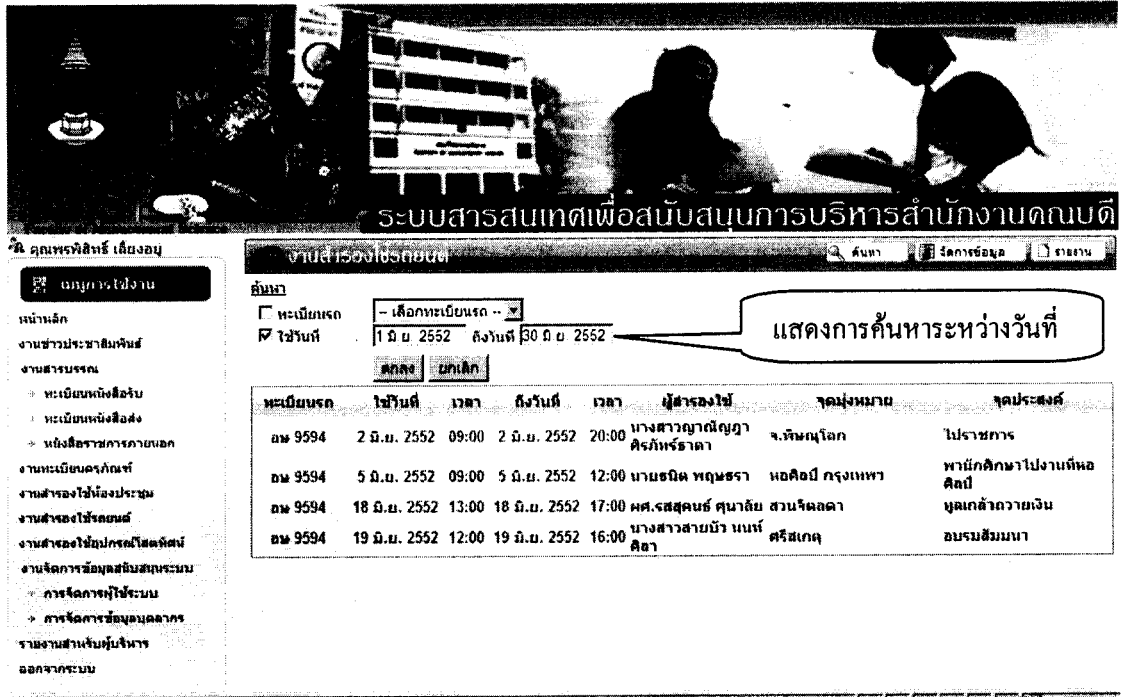 ระบบสารสนเทศเพื่อสนับสนุนการบริหารสำนักงานคณบดี
คุณพรพิสิทธิ์ เลี้ยงอยู่
เมนูการใช้งาน
หน้าหลัก
งานข่าวประชาสัมพันธ์
งานสารบรรณ
ทะเบียนหนังสือรับ
ทะเบียนหนังสือส่ง
หนังสือราชการภายนอก
งานทะเบียนครุภัณฑ์
งานสำรองใช้ห้องประชุม
งานสำรองใช้รถยนต์
งานสำรองใช้อุปกรณ์โสตทัศน์
งานจัดการข้อมูลสนับสนุนระบบ
การจัดการผู้ใช้ระบบ
การจัดการข้อมูลบุคลากร
รายงานสำหรับผู้บริหาร
ออกจากระบบ
งานสำรองใช้รถยนต์ ค้นหา จัดการข้อมูล รายงาน
ค้นหา
ทะเบียนรถ -- เลือกทะเบียนรถ --
ใช้วันที่ 1 มิ.ย. 2552 ถึงวันที่ 30 มิ.ย. 2552
ตกลง ยกเลิก
แสดงการค้นหาระหว่างวันที่
ทะเบียนรถ ใช้วันที่ เวลา ถึงวันที่ เวลา ผู้สำรองใช้ จุดมุ่งหมาย จุดประสงค์
อษ 9594 2 มิ.ย. 2552 09:00 2 มิ.ย. 2552 20:00 นางสาวญาณัญฎา ศิรภัทร์ธาดา จ.พิษณุโลก ไปราชการ
อษ 9594 5 มิ.ย. 2552 09:00 5 มิ.ย. 2552 12:00 นายธนิด พฤษธรา หอศิลป์ กรุงเทพฯ พานักศึกษาไปงานที่หอศิลป์
อษ 9594 18 มิ.ย. 2552 13:00 18 มิ.ย. 2552 17:00 ผศ.รสสุคนธ์ ศุนาลัย สวนจิตลดา ทูลเกล้าถวายเงิน
อษ 9594 19 มิ.ย. 2552 12:00 19 มิ.ย. 2552 16:00 นางสาวสายบัว นนท์ศิลา ศรีสเกตุ อบรมสัมมนา